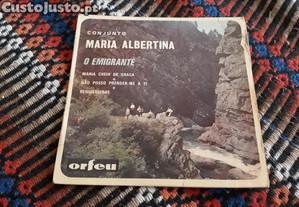 CustoJusto.pt
CONJUNTO
MARIA ALBERTINA
O EMIGRANTE
MARIA CHEIA DE GRAÇA
NÃO POSSO PRENDER-ME A TI
orfeu